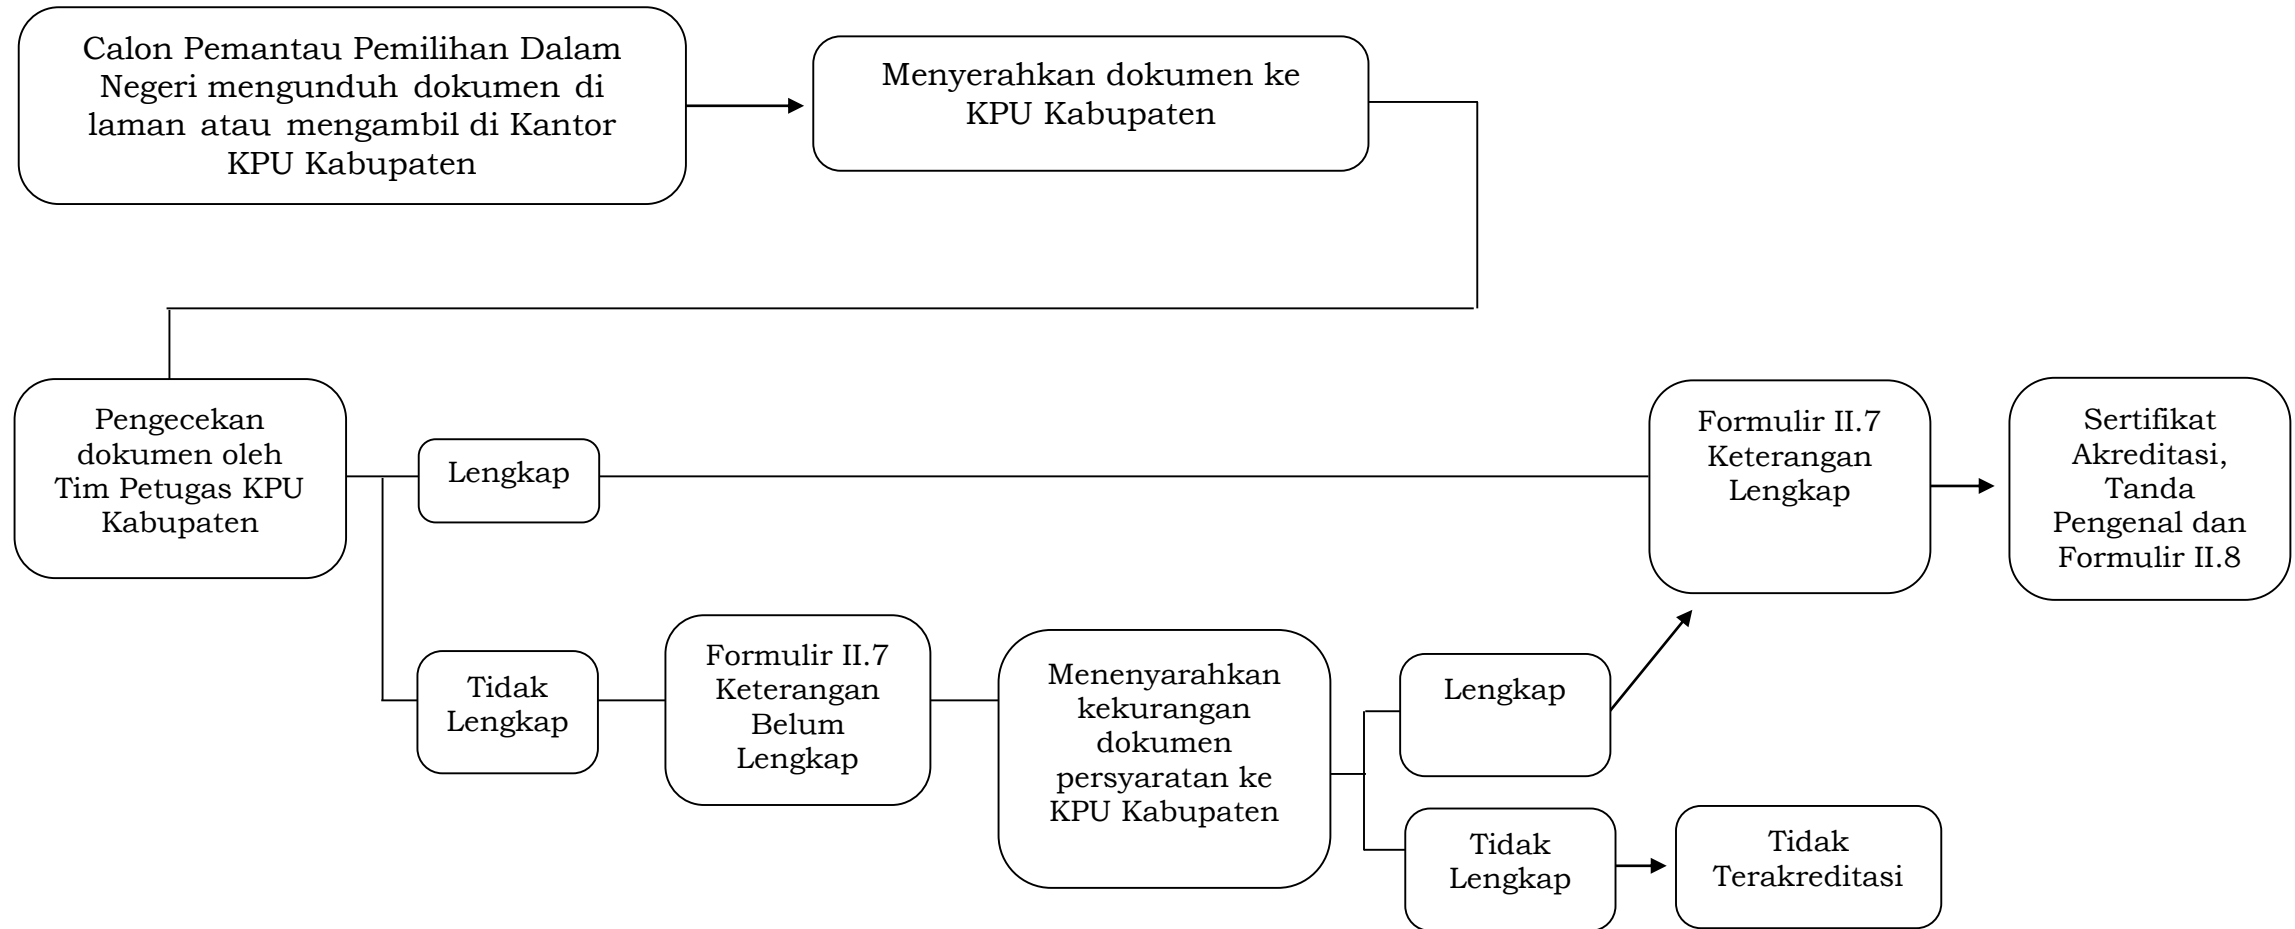 Calon Pemantau Pemilihan Dalam
Negeri mengunduh dokumen di
laman atau mengambil di Kantor
KPU Kabupaten
Menyerahkan dokumen ke
KPU Kabupaten
Pengecekan
dokumen oleh
Tim Petugas KPU
Kabupaten
Lengkap
Formulir II.7
Keterangan
Lengkap
Sertifikat
Akreditasi,
Tanda
Pengenal dan
Formulir II.8
Tidak
Lengkap
Formulir II.7
Keterangan
Belum
Lengkap
Menenyarahkan
kekurangan
dokumen
persyaratan ke
KPU Kabupaten
Lengkap
Tidak
Lengkap
Tidak
Terakreditasi